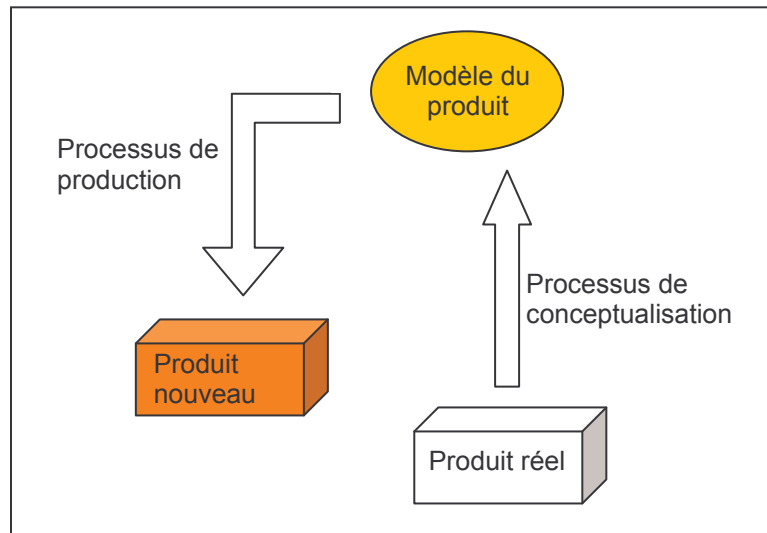 Modèle du
produit
Processus de
production
Processus de
conceptualisation
Produit
nouveau
Produit réel